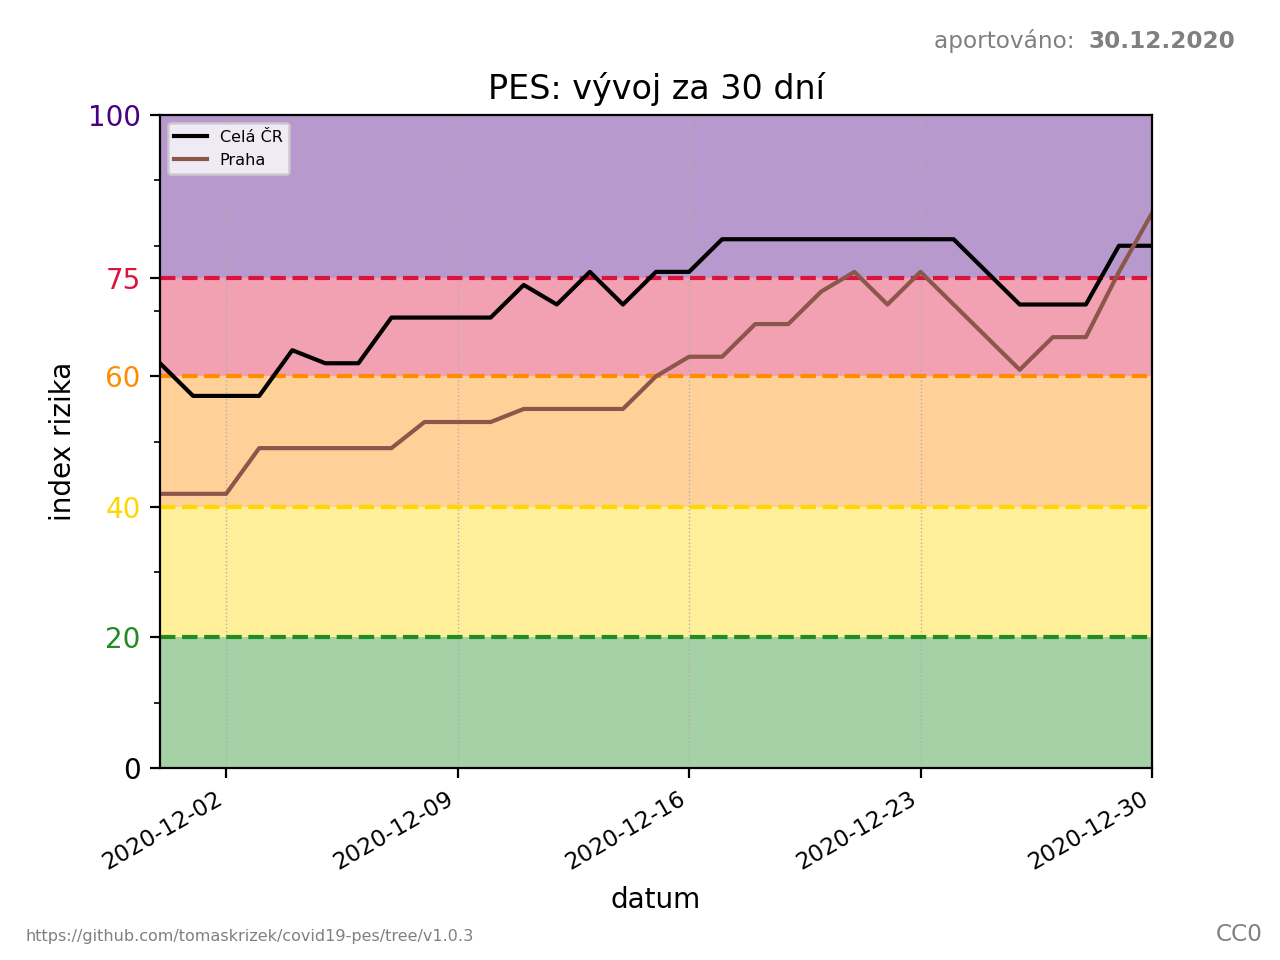 aportováno: 30.12.2020
PES: vývoj za 30 dní
Celá ČR
Praha
100
75
60
40
20
0
index rizika
2020-12-02
2020-12-09
2020-12-16
2020-12-23
2020-12-30
datum
https://github.com/tomaskrizek/covid19-pes/tree/v1.0.3
CC0